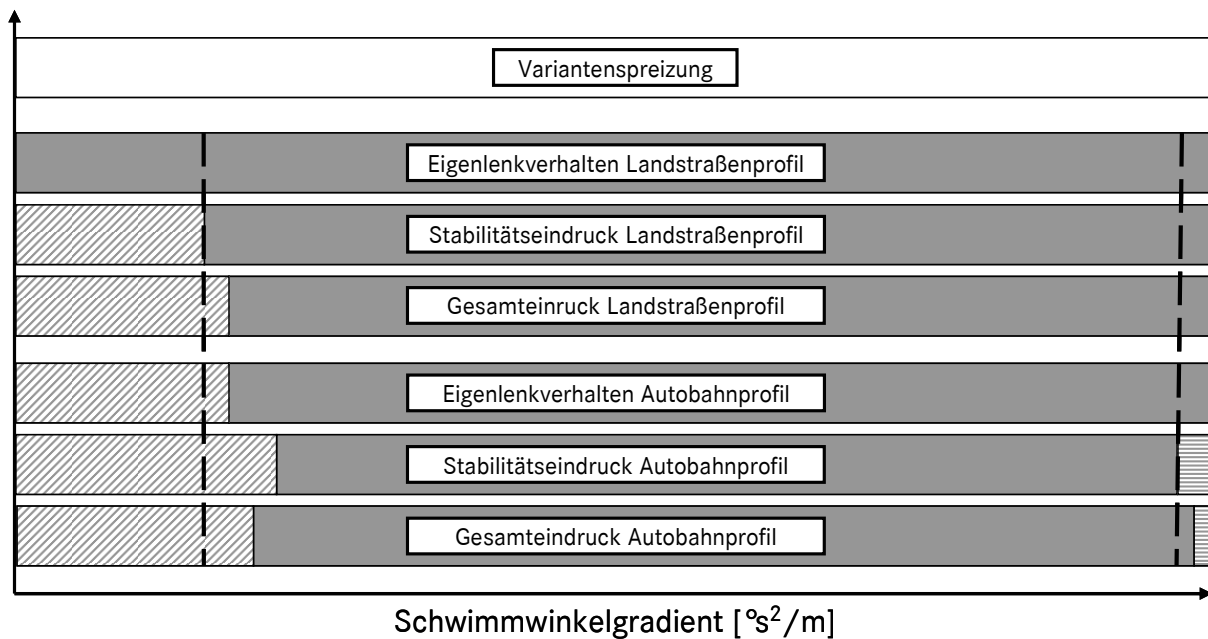 Variantenspreizung
Eigenlenkverhalten Landstraßenprofil
Stabilitätseindruck Landstraßenprofil
Gesamteinruck Landstraßenprofil
Eigenlenkverhalten Autobahnprofil
Stabilitätseindruck Autobahnprofil
Gesamteindruck Autobahnprofil
Schwimmwinkelgradient [°s²/m]